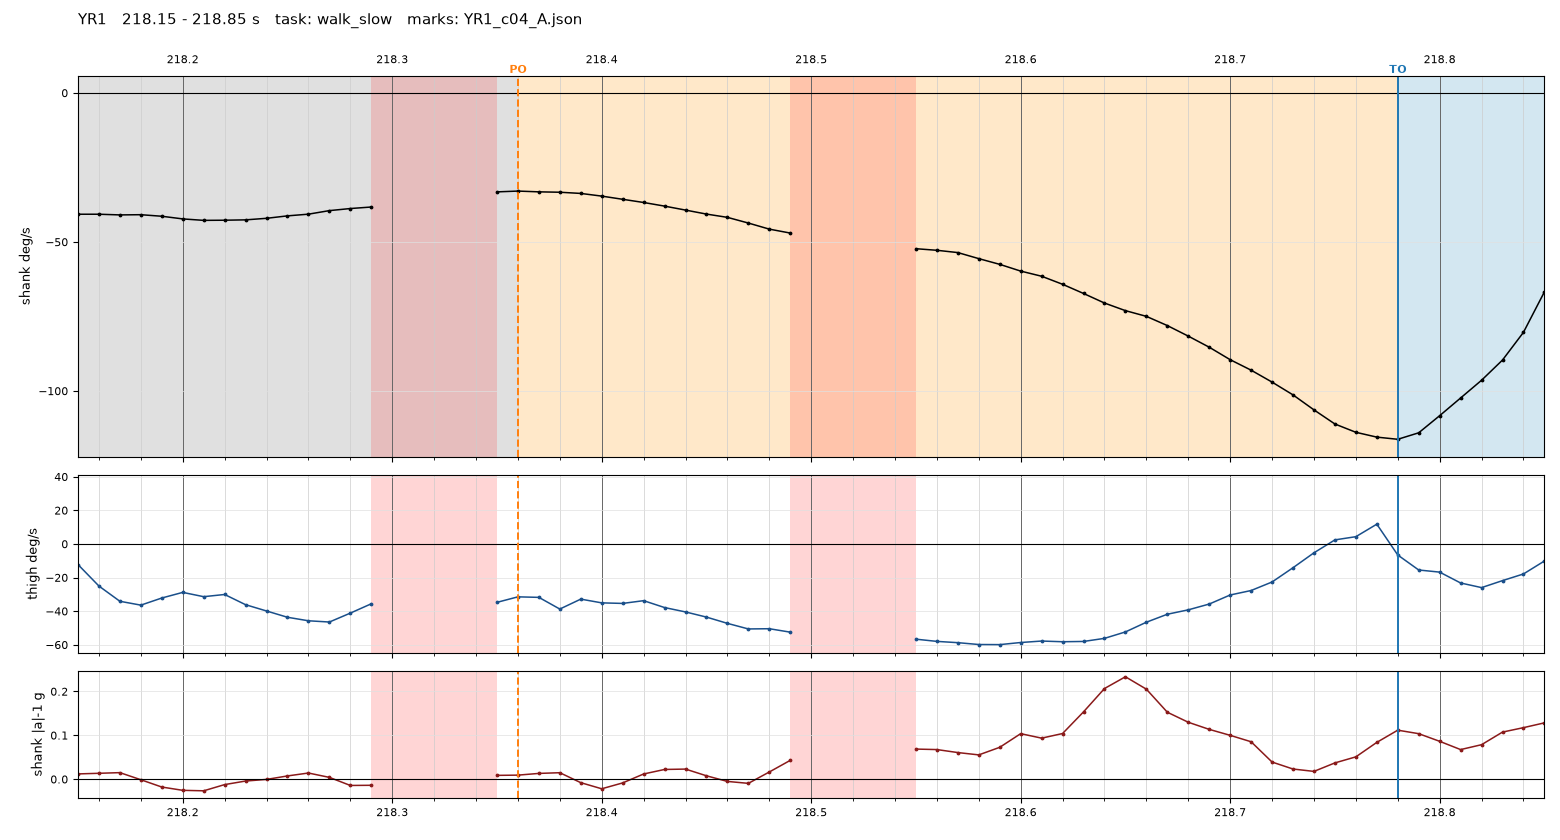 YR1   218.15 - 218.85 s   task: walk_slow   marks: YR1_c04_A.json
218.2 218.3 218.4 218.5 218.6 218.7 218.8
PO TO
0
−50
−100
shank deg/s
40
20
0
−20
−40
−60
thigh deg/s
0.2
0.1
0.0
shank |a|-1 g
218.2 218.3 218.4 218.5 218.6 218.7 218.8